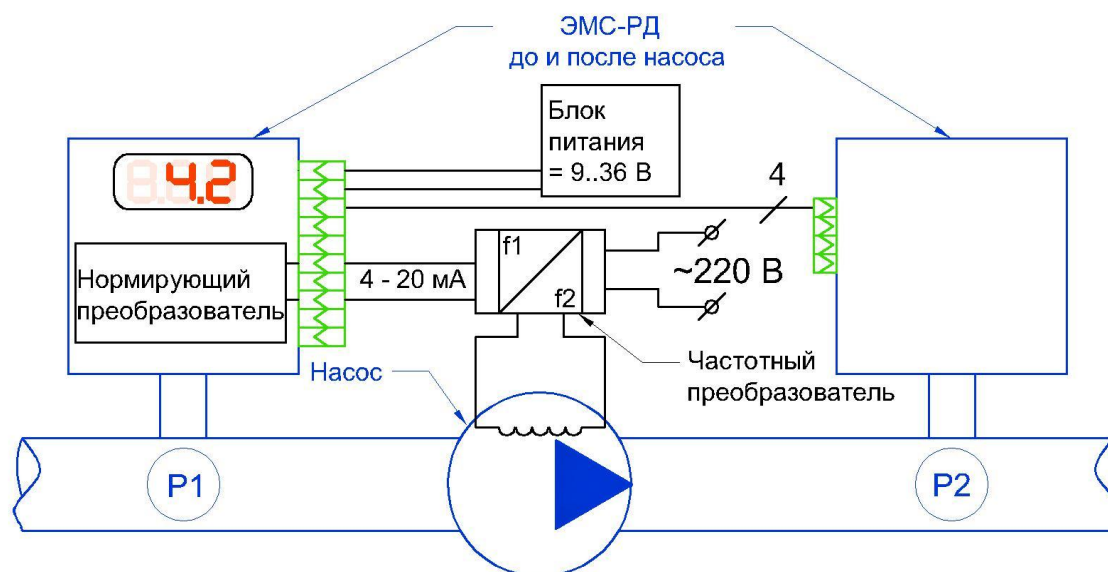 ЭМС-РД
до и после насоса
4.2
Блок
питания
= 9..36 В
4
Нормирующий
преобразователь
4 - 20 мА
f1
f2
~220 В
Насос
Частотный
преобразователь
P1
P2